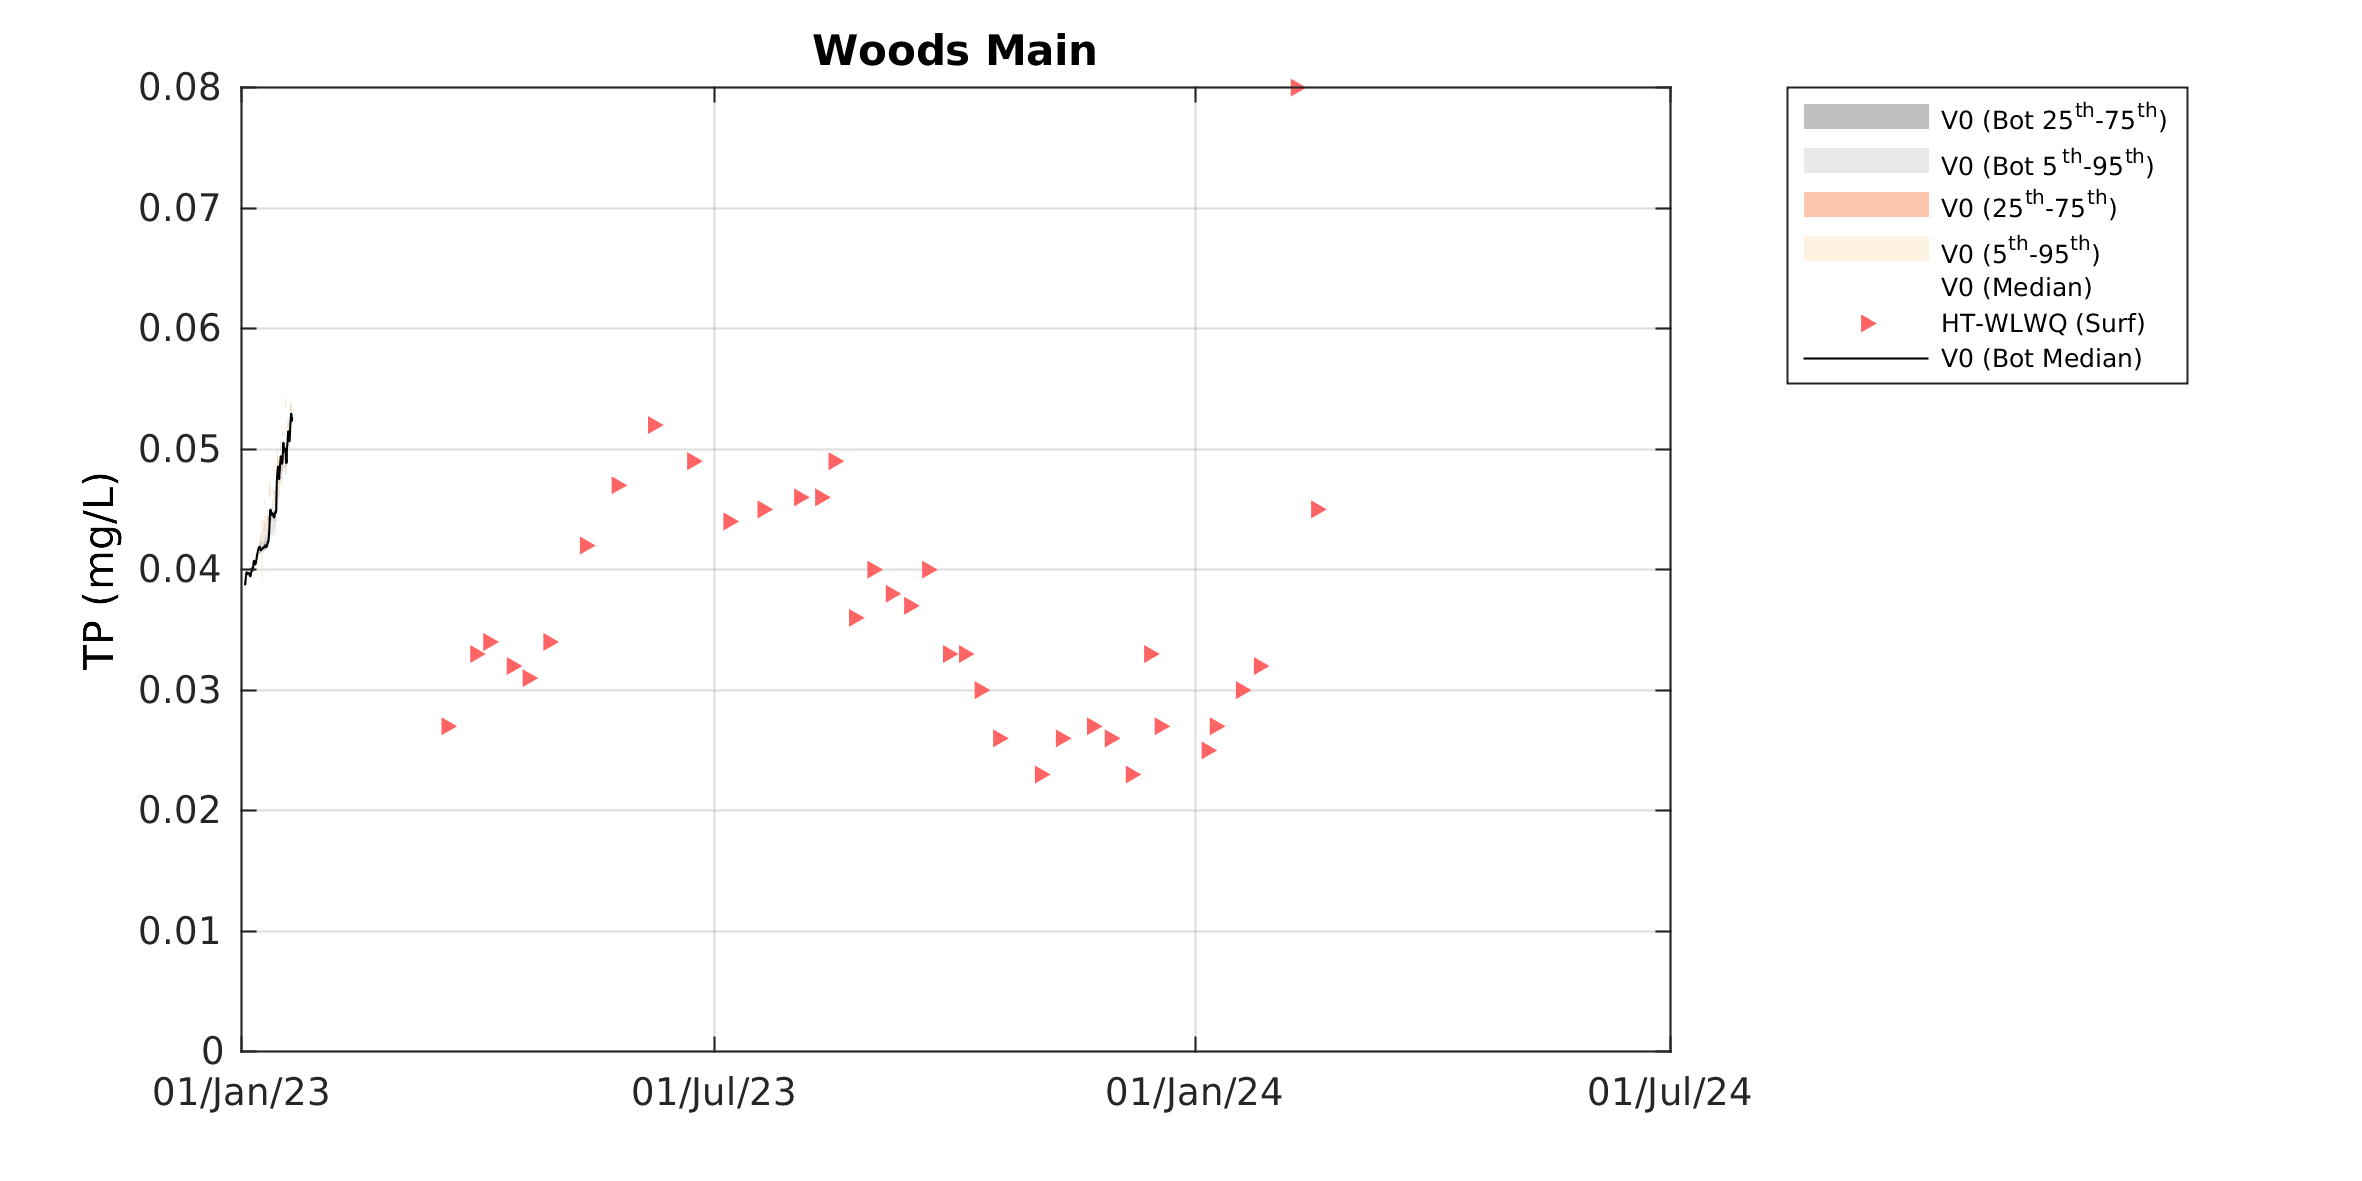 Woods Main
TP (mg/L)
0.08
0.07
0.06
0.05
0.04
0.03
0.02
0.01
0
01/Jan/23 01/Jul/23 01/Jan/24 01/Jul/24
V0 (Bot 25th-75th)
V0 (Bot 5th-95th)
V0 (25th-75th)
V0 (5th-95th)
V0 (Median)
HT-WLWQ (Surf)
V0 (Bot Median)